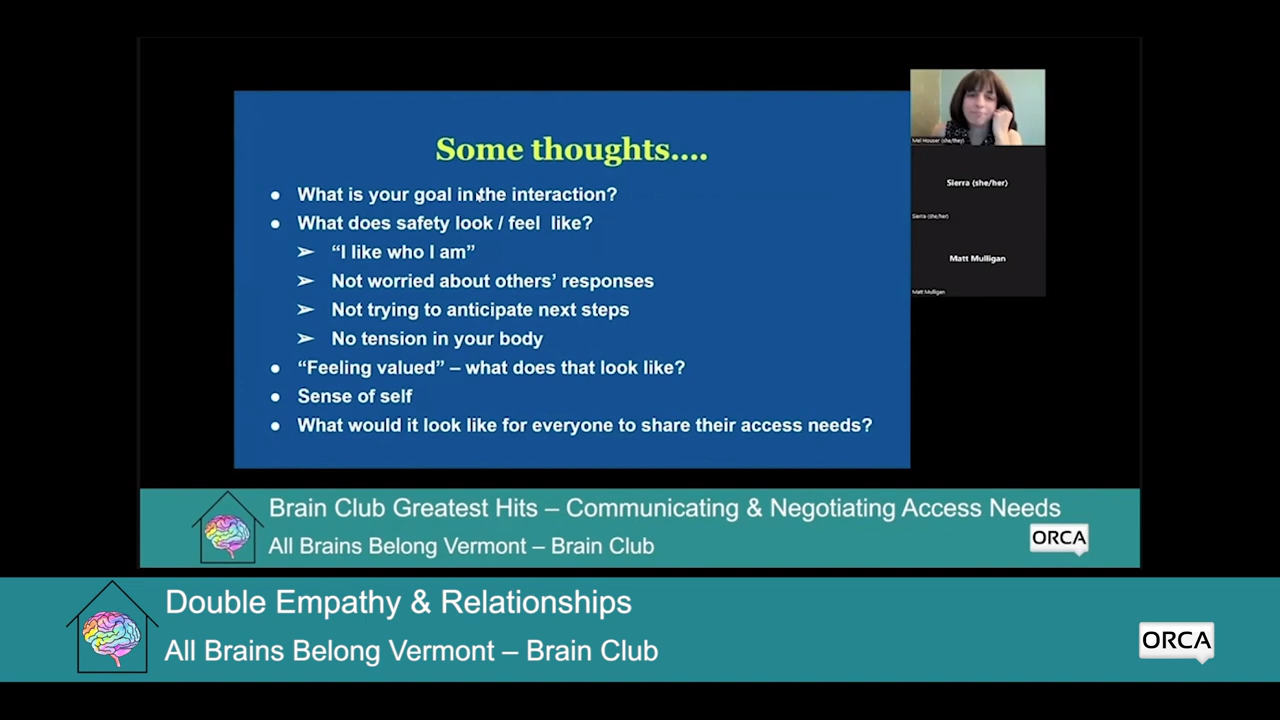 Some thoughts....
● What is your goal in the interaction?
● What does safety look / feel like?
➢ “I like who I am”
➢ Not worried about others’ responses
➢ Not trying to anticipate next steps
➢ No tension in your body
● “Feeling valued” – what does that look like?
● Sense of self
● What would it look like for everyone to share their access needs?
Mel Houser (she/they)
Sierra (she/her)
Sierra (she/her)
Matt Mulligan
Matt Mulligan
Brain Club Greatest Hits – Communicating & Negotiating Access Needs
All Brains Belong Vermont – Brain Club
ORCA
Double Empathy & Relationships
All Brains Belong Vermont – Brain Club
ORCA